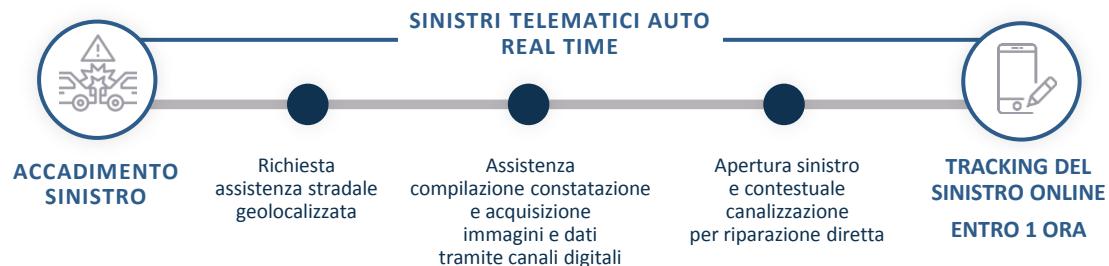 SINISTRI TELEMATICI AUTO
REAL TIME
ACCADIMENTO
SINISTRO
Richiesta
assistenza stradale
geolocalizzata
Assistenza
compilazione constatazione
e acquisizione
immagini e dati
tramite canali digitali
Apertura sinistro
e contestuale
canalizzazione
per riparazione diretta
TRACKING DEL
SINISTRO ONLINE
ENTRO 1 ORA